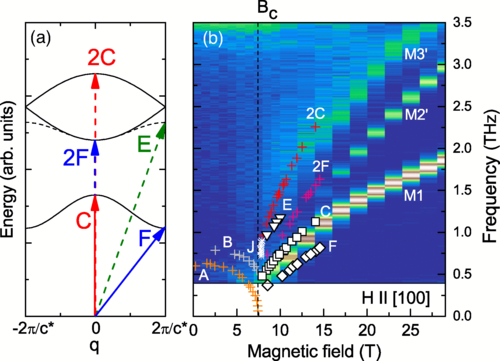 B_C
(a)
(b)
2C
2F
C
E
F
Energy (arb. units)
-2π/c*
0
2π/c*
q
A
B
J
2C
2F
E
C
F
M3'
M2'
M1
H II [100]
0
5
10
15
20
25
Magnetic field (T)
3.5
3.0
2.5
2.0
1.5
1.0
0.5
0.0
Frequency (THz)